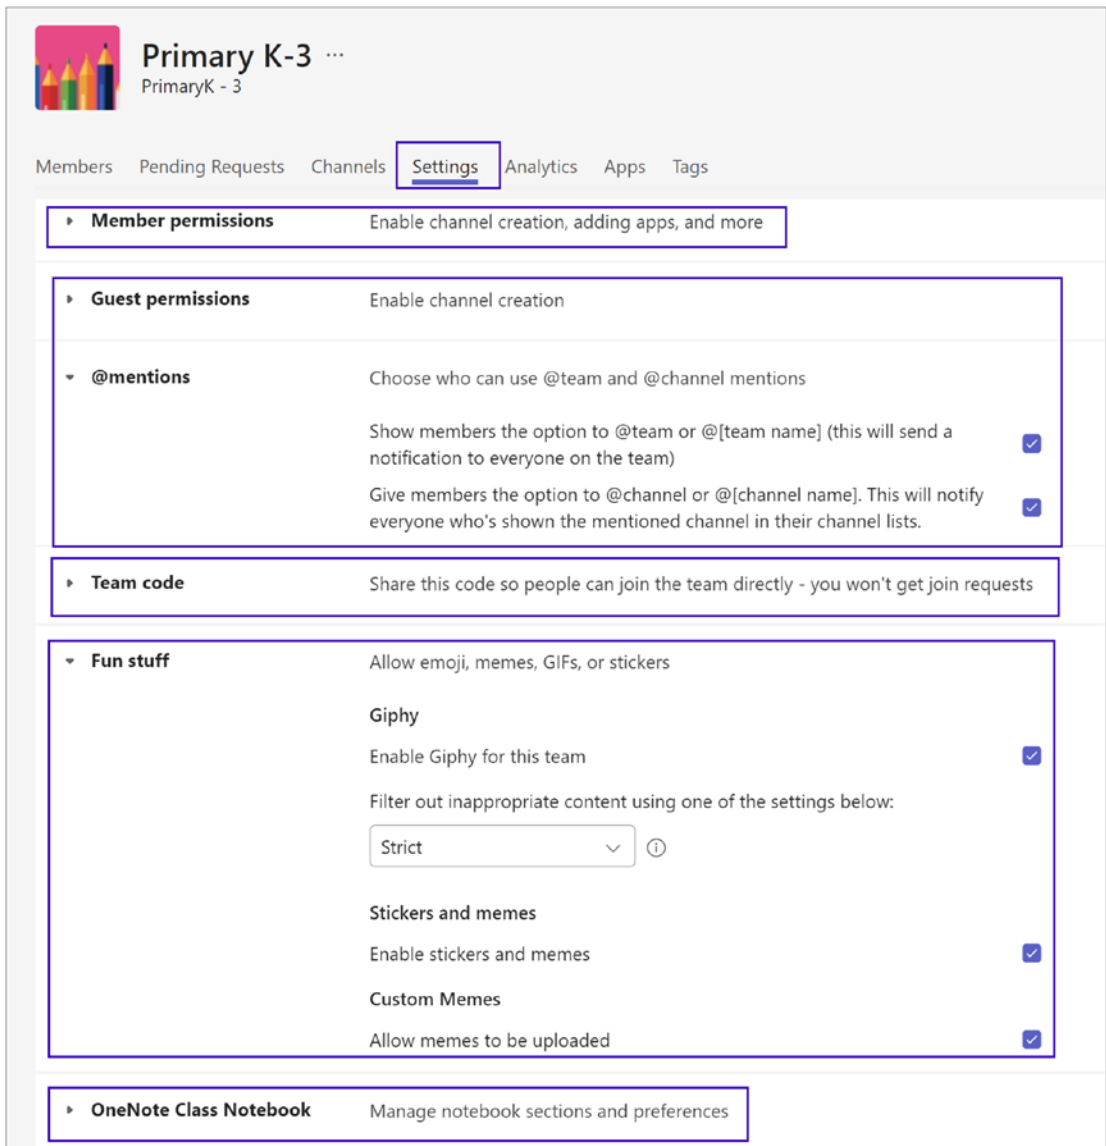 Primary K-3 ...
PrimaryK - 3
Members Pending Requests Channels Settings Analytics Apps Tags
Member permissions Enable channel creation, adding apps, and more
Guest permissions Enable channel creation
@mentions Choose who can use @team and @channel mentions
Show members the option to @team or @[team name] (this will send a
notification to everyone on the team)
Give members the option to @channel or @[channel name]. This will notify
everyone who's shown the mentioned channel in their channel lists.
Team code Share this code so people can join the team directly - you won't get join requests
Fun stuff Allow emoji, memes, GIFs, or stickers
Giphy
Enable Giphy for this team
Filter out inappropriate content using one of the settings below:
Strict
Stickers and memes
Enable stickers and memes
Custom Memes
Allow memes to be uploaded
OneNote Class Notebook Manage notebook sections and preferences